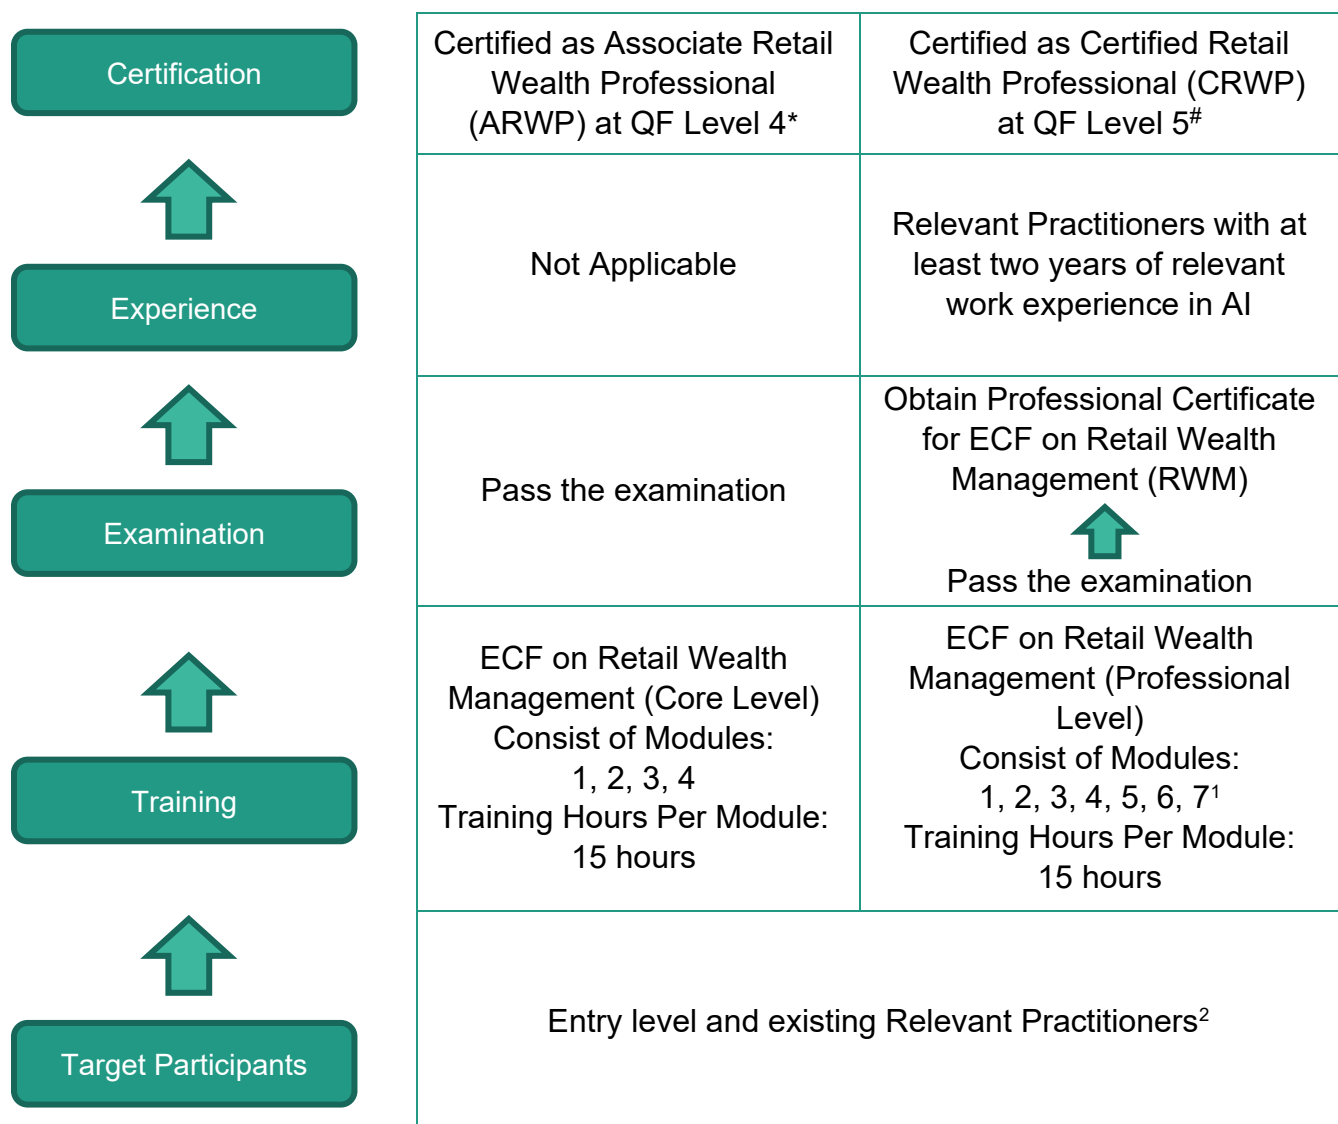 Certification
Certified as Associate Retail
Wealth Professional
(ARWP) at QF Level 4*
Certified as Certified Retail
Wealth Professional (CRWP)
at QF Level 5#
Experience
Not Applicable
Relevant Practitioners with at
least two years of relevant
work experience in AI
Examination
Pass the examination
Obtain Professional Certificate
for ECF on Retail Wealth
Management (RWM)
Pass the examination
Training
ECF on Retail Wealth
Management (Core Level)
Consist of Modules:
1, 2, 3, 4
Training Hours Per Module:
15 hours
ECF on Retail Wealth
Management (Professional
Level)
Consist of Modules:
1, 2, 3, 4, 5, 6, 7¹
Training Hours Per Module:
15 hours
Target Participants
Entry level and existing Relevant Practitioners²